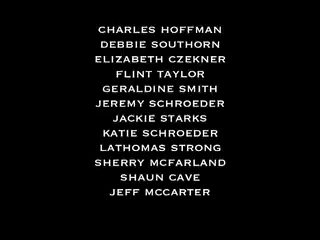 CHARLES HOFFMAN
DEBBIE SOUTHORN
ELIZABETH CZEKNER
FLINT TAYLOR
GERALDINE SMITH
JEREMY SCHROEDER
JACKIE STARKS
KATIE SCHROEDER
LATHOMAS STRONG
SHERRY MCFARLAND
SHAUN CAVE
JEFF MCCARTER